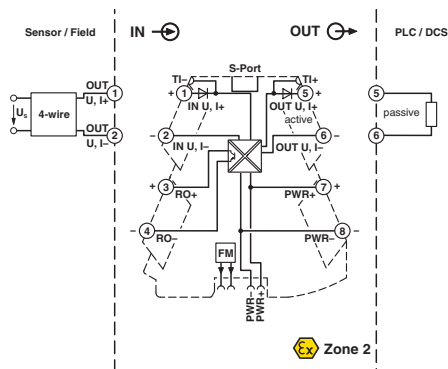 Sensor / Field
IN
OUT
PLC / DCS
S-Port
TI–
TI+
OUT
U, I+
1
+
1
IN U, I+
5
+
OUT U, I+
active
5
Us
4-wire
passive
OUT
U, I–
2
–
2
IN U, I–
6
–
OUT U, I–
6
+
3
RO+
7
+
PWR+
–
4
RO–
8
–
PWR–
FM
PWR–
PWR+
Ex
Zone 2